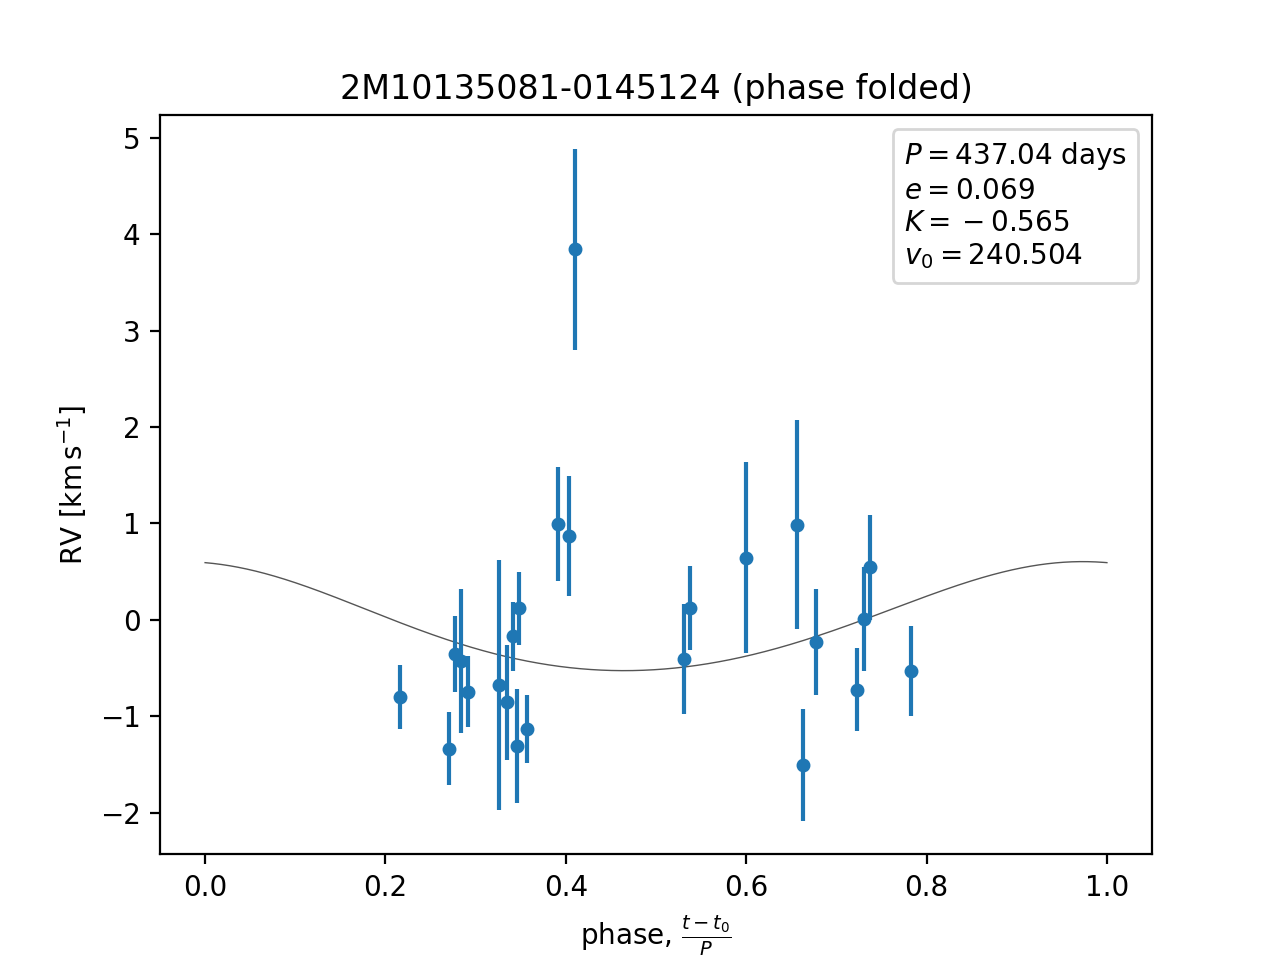 2M10135081-0145124 (phase folded)
P = 437.04 days
e = 0.069
K = −0.565
v₀ = 240.504
5
4
3
2
1
0
−1
−2
RV [km s⁻¹]
0.0 0.2 0.4 0.6 0.8 1.0
phase, (t − t₀)/P